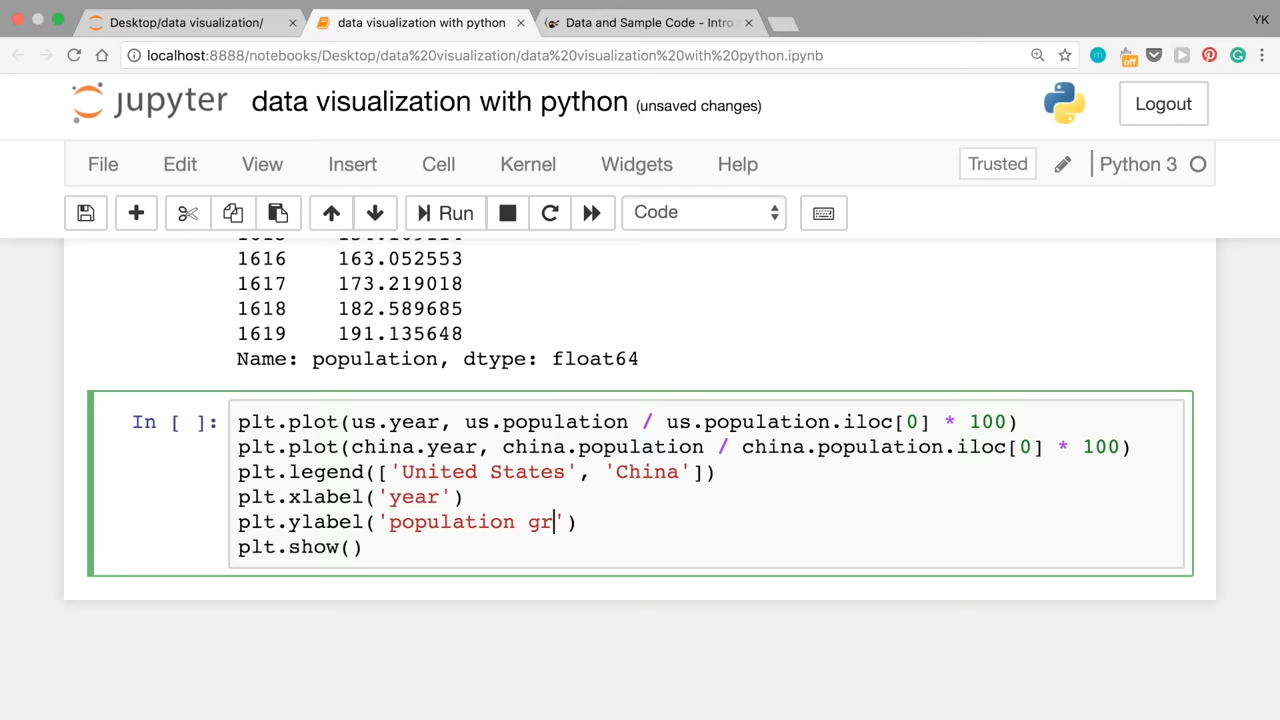 Desktop/data visualization/
data visualization with python
Data and Sample Code - Intro
YK
localhost:8888/notebooks/Desktop/data%20visualization/data%20visualization%20with%20python.ipynb
off
jupyter data visualization with python (unsaved changes)
Logout
File Edit View Insert Cell Kernel Widgets Help
Trusted
Python 3
Run
Code
1616 163.052553
1617 173.219018
1618 182.589685
1619 191.135648
Name: population, dtype: float64
In [ ]: plt.plot(us.year, us.population / us.population.iloc[0] * 100)
plt.plot(china.year, china.population / china.population.iloc[0] * 100)
plt.legend(['United States', 'China'])
plt.xlabel('year')
plt.ylabel('population gr')
plt.show()